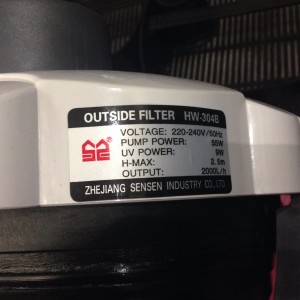 OUTSIDE FILTER HW-304B
VOLTAGE: 220-240V/50Hz
PUMP POWER: 55W
UV POWER: 9W
H-MAX: 2.5m
OUTPUT: 2000L/h
ZHEJIANG SENSEN INDUSTRY CO., LTD